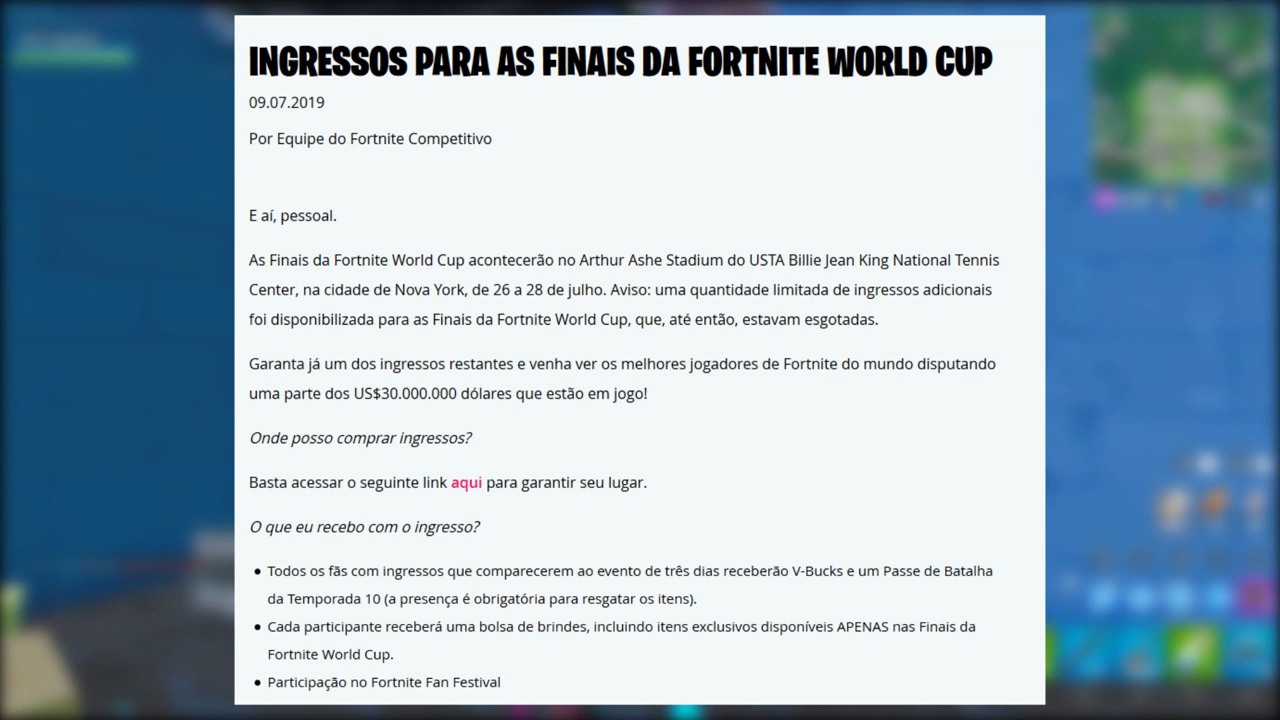 INGRESSOS PARA AS FINAIS DA FORTNITE WORLD CUP
09.07.2019
Por Equipe do Fortnite Competitivo
E aí, pessoal.
As Finais da Fortnite World Cup acontecerão no Arthur Ashe Stadium do USTA Billie Jean King National Tennis
Center, na cidade de Nova York, de 26 a 28 de julho. Aviso: uma quantidade limitada de ingressos adicionais
foi disponibilizada para as Finais da Fortnite World Cup, que, até então, estavam esgotadas.
Garanta já um dos ingressos restantes e venha ver os melhores jogadores de Fortnite do mundo disputando
uma parte dos US$30.000.000 dólares que estão em jogo!
Onde posso comprar ingressos?
Basta acessar o seguinte link aqui para garantir seu lugar.
O que eu recebo com o ingresso?
• Todos os fãs com ingressos que comparecerem ao evento de três dias receberão V-Bucks e um Passe de Batalha
da Temporada 10 (a presença é obrigatória para resgatar os itens).
• Cada participante receberá uma bolsa de brindes, incluindo itens exclusivos disponíveis APENAS nas Finais da
Fortnite World Cup.
• Participação no Fortnite Fan Festival